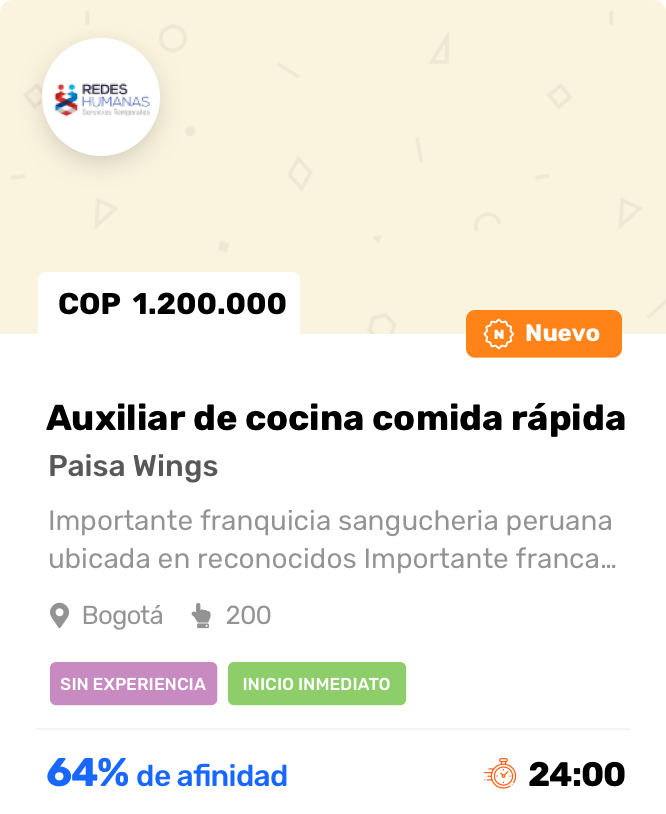 REDES
HUMANAS
Servicios Temporales
COP 1.200.000
N Nuevo
Auxiliar de cocina comida rápida
Paisa Wings
Importante franquicia sangucheria peruana
ubicada en reconocidos Importante franca...
Bogotá 200
SIN EXPERIENCIA INICIO INMEDIATO
64% de afinidad 24:00